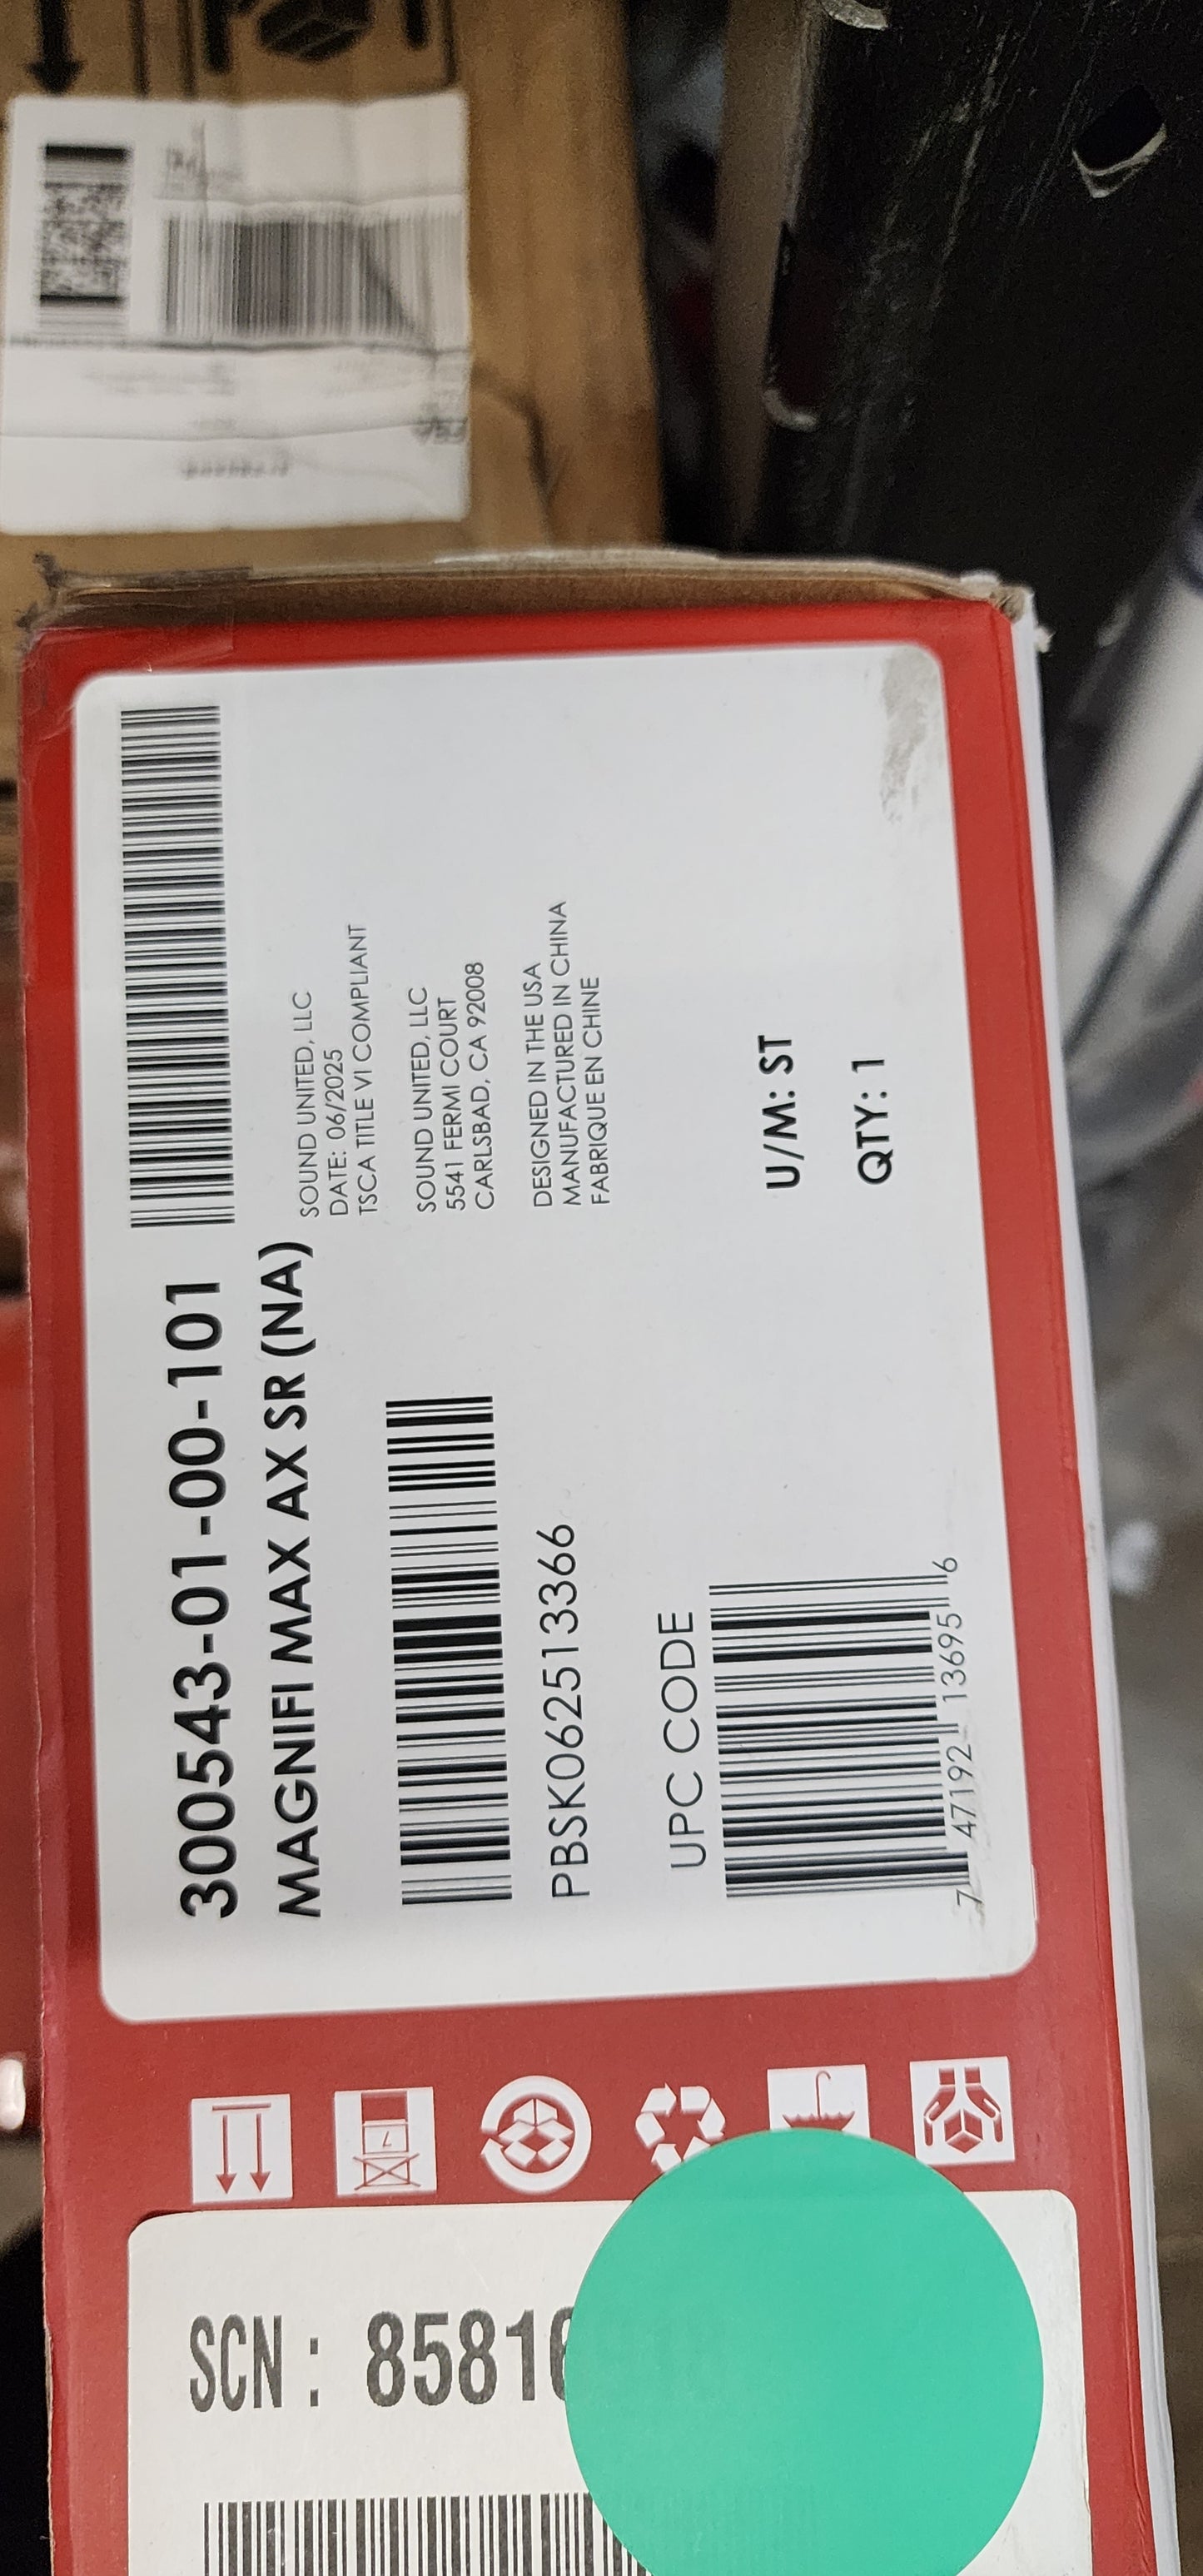 300543-01-00-101
MAGNIFI MAX AX SR (NA)
SOUND UNITED, LLC
DATE: 06/2025
TSCA TITLE VI COMPLIANT
SOUND UNITED, LLC
5541 FERMI COURT
CARLSBAD, CA 92008
DESIGNED IN THE USA
MANUFACTURED IN CHINA
FABRIQUE EN CHINE
PBSK062513366
UPC CODE
7 47192 13695 6
U/M: ST
QTY: 1
SCN: 8581